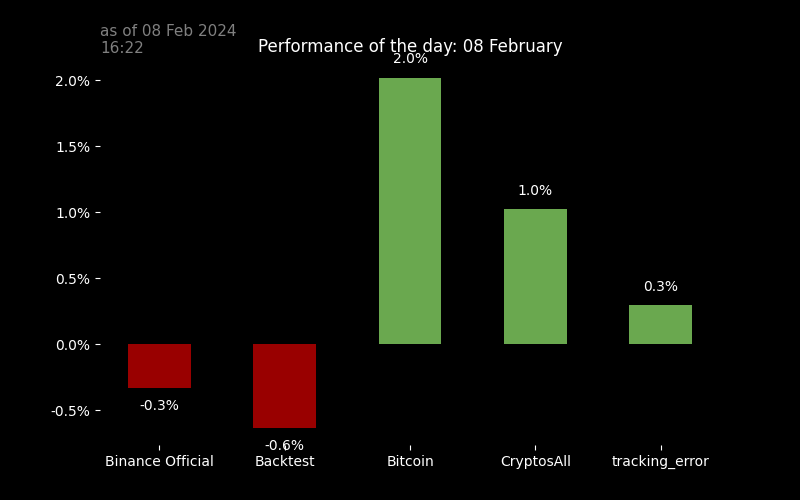 as of 08 Feb 2024
16:22
Performance of the day: 08 February
2.0%
2.0%
1.5%
1.0%
1.0%
0.5%
0.3%
0.0%
-0.3%
-0.5%
-0.6%
Binance Official
Backtest
Bitcoin
CryptosAll
tracking_error